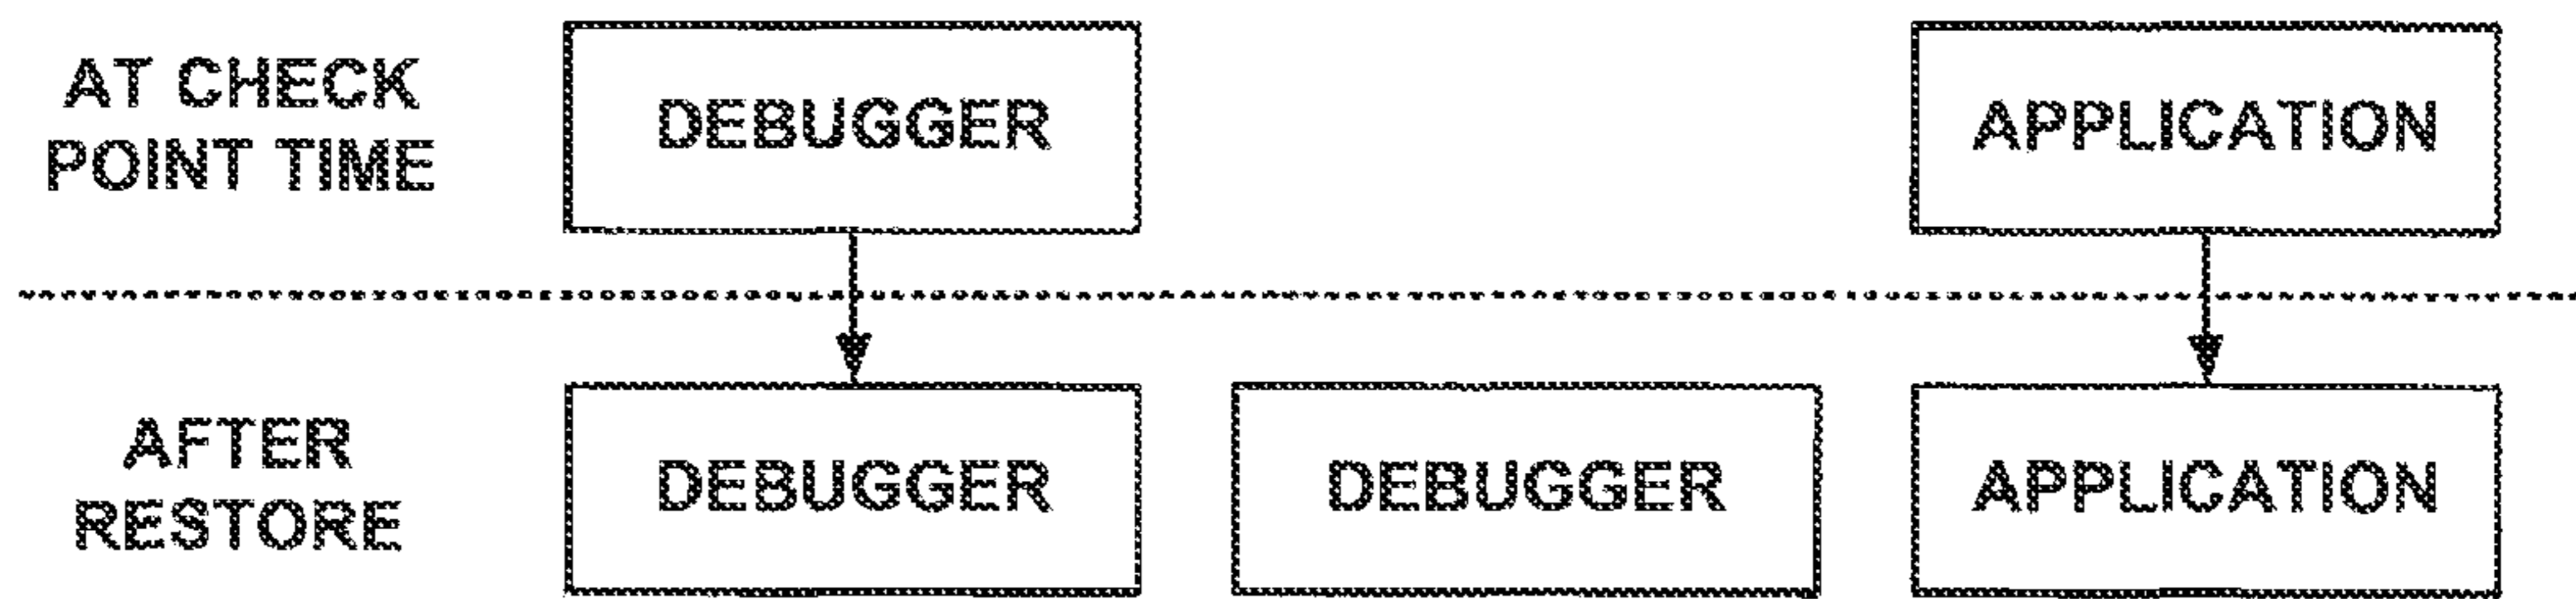 AT CHECK
POINT TIME
DEBUGGER
APPLICATION
AFTER
RESTORE
DEBUGGER
DEBUGGER
APPLICATION